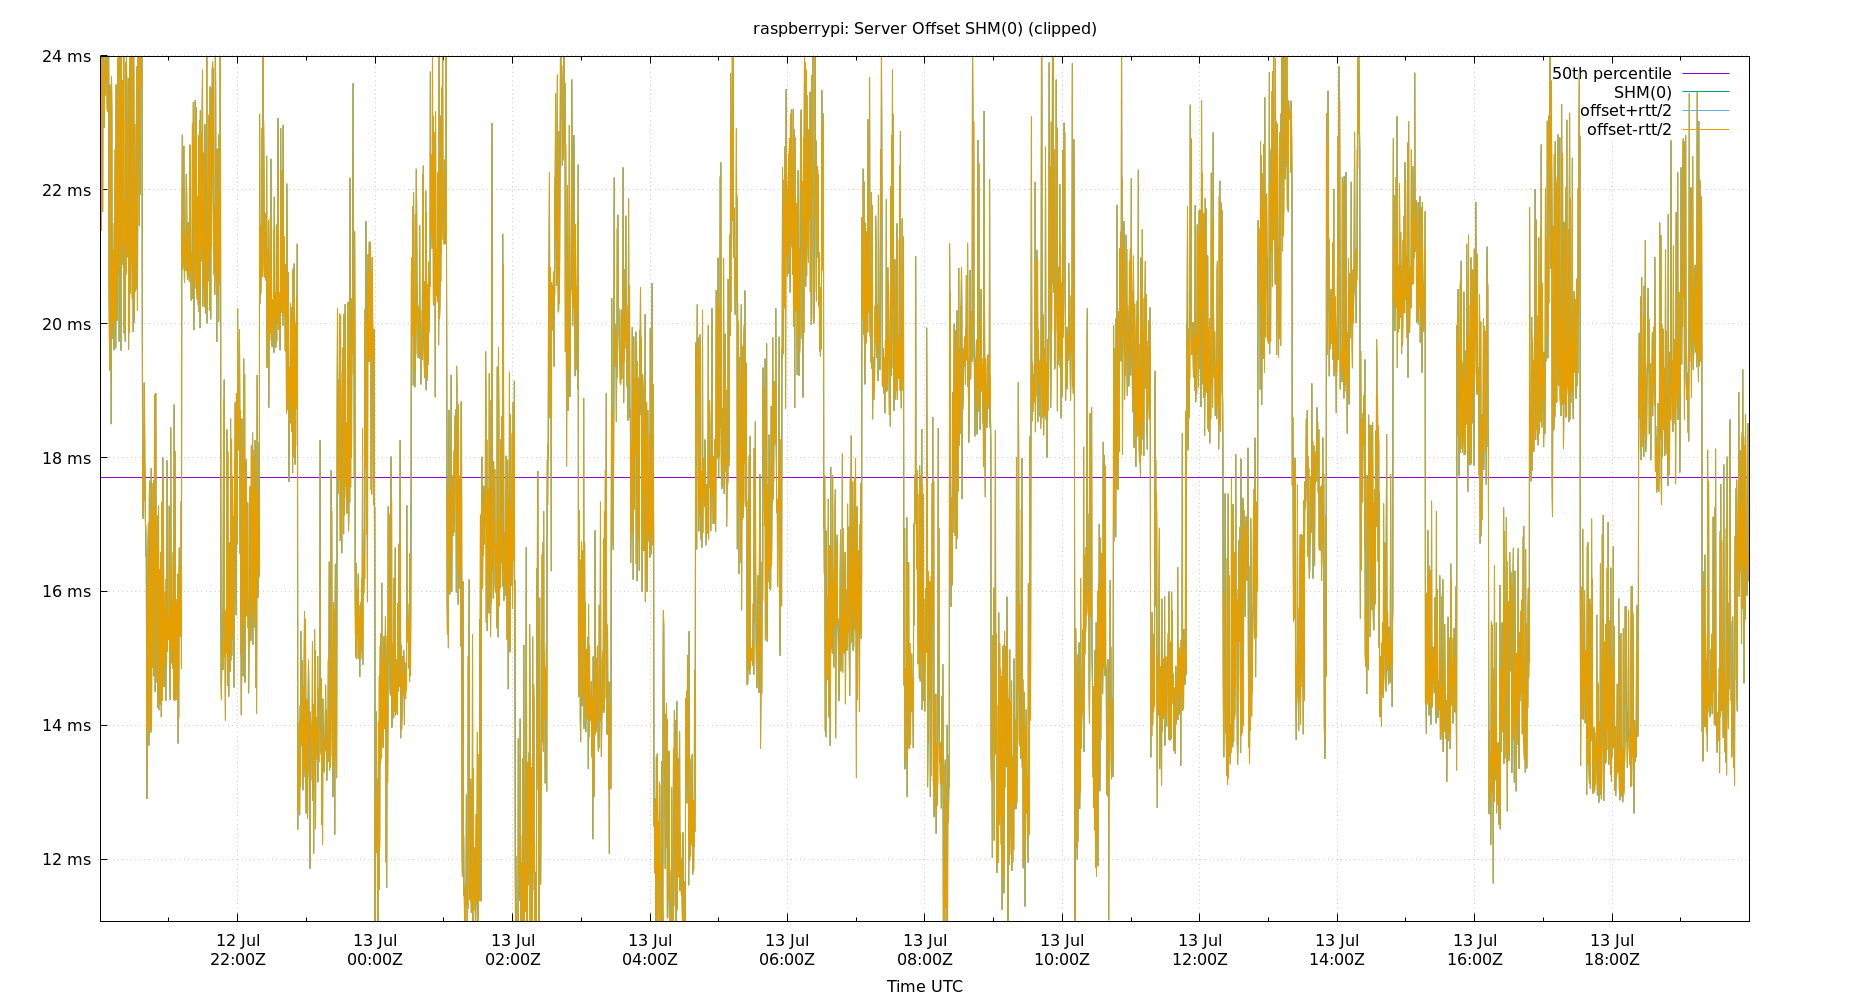 raspberrypi: Server Offset SHM(0) (clipped)
24 ms
22 ms
20 ms
18 ms
16 ms
14 ms
12 ms
50th percentile
SHM(0)
offset+rtt/2
offset-rtt/2
12 Jul 13 Jul 13 Jul 13 Jul 13 Jul 13 Jul 13 Jul 13 Jul 13 Jul 13 Jul 13 Jul
22:00Z 00:00Z 02:00Z 04:00Z 06:00Z 08:00Z 10:00Z 12:00Z 14:00Z 16:00Z 18:00Z
Time UTC